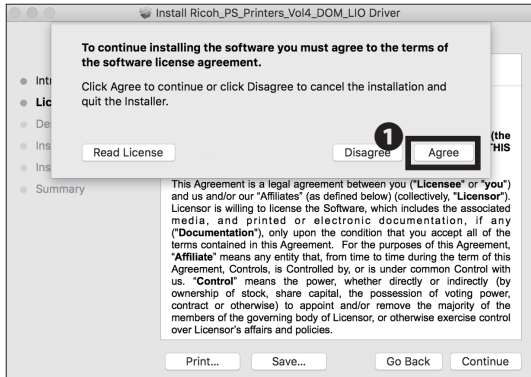 Install Ricoh_PS_Printers_Vol4_DOM_LIO Driver
To continue installing the software you must agree to the terms of
the software license agreement.
Click Agree to continue or click Disagree to cancel the installation and
quit the Installer.
Read License
Disagree
1
Agree
Summary
(the
THIS
This Agreement is a legal agreement between you ("Licensee" or "you")
and us and/or our "Affiliates" (as defined below) (collectively, "Licensor").
Licensor is willing to license the Software, which includes the associated
media, and printed or electronic documentation, if any
("Documentation"), only upon the condition that you accept all of the
terms contained in this Agreement. For the purposes of this Agreement,
"Affiliate" means any entity that, from time to time during the term of this
Agreement, Controls, is Controlled by, or is under common Control with
us. "Control" means the power, whether directly or indirectly (by
ownership of stock, share capital, the possession of voting power,
contract or otherwise) to appoint and/or remove the majority of the
members of the governing body of Licensor, or otherwise exercise control
over Licensor's affairs and policies.
Print...
Save...
Go Back
Continue